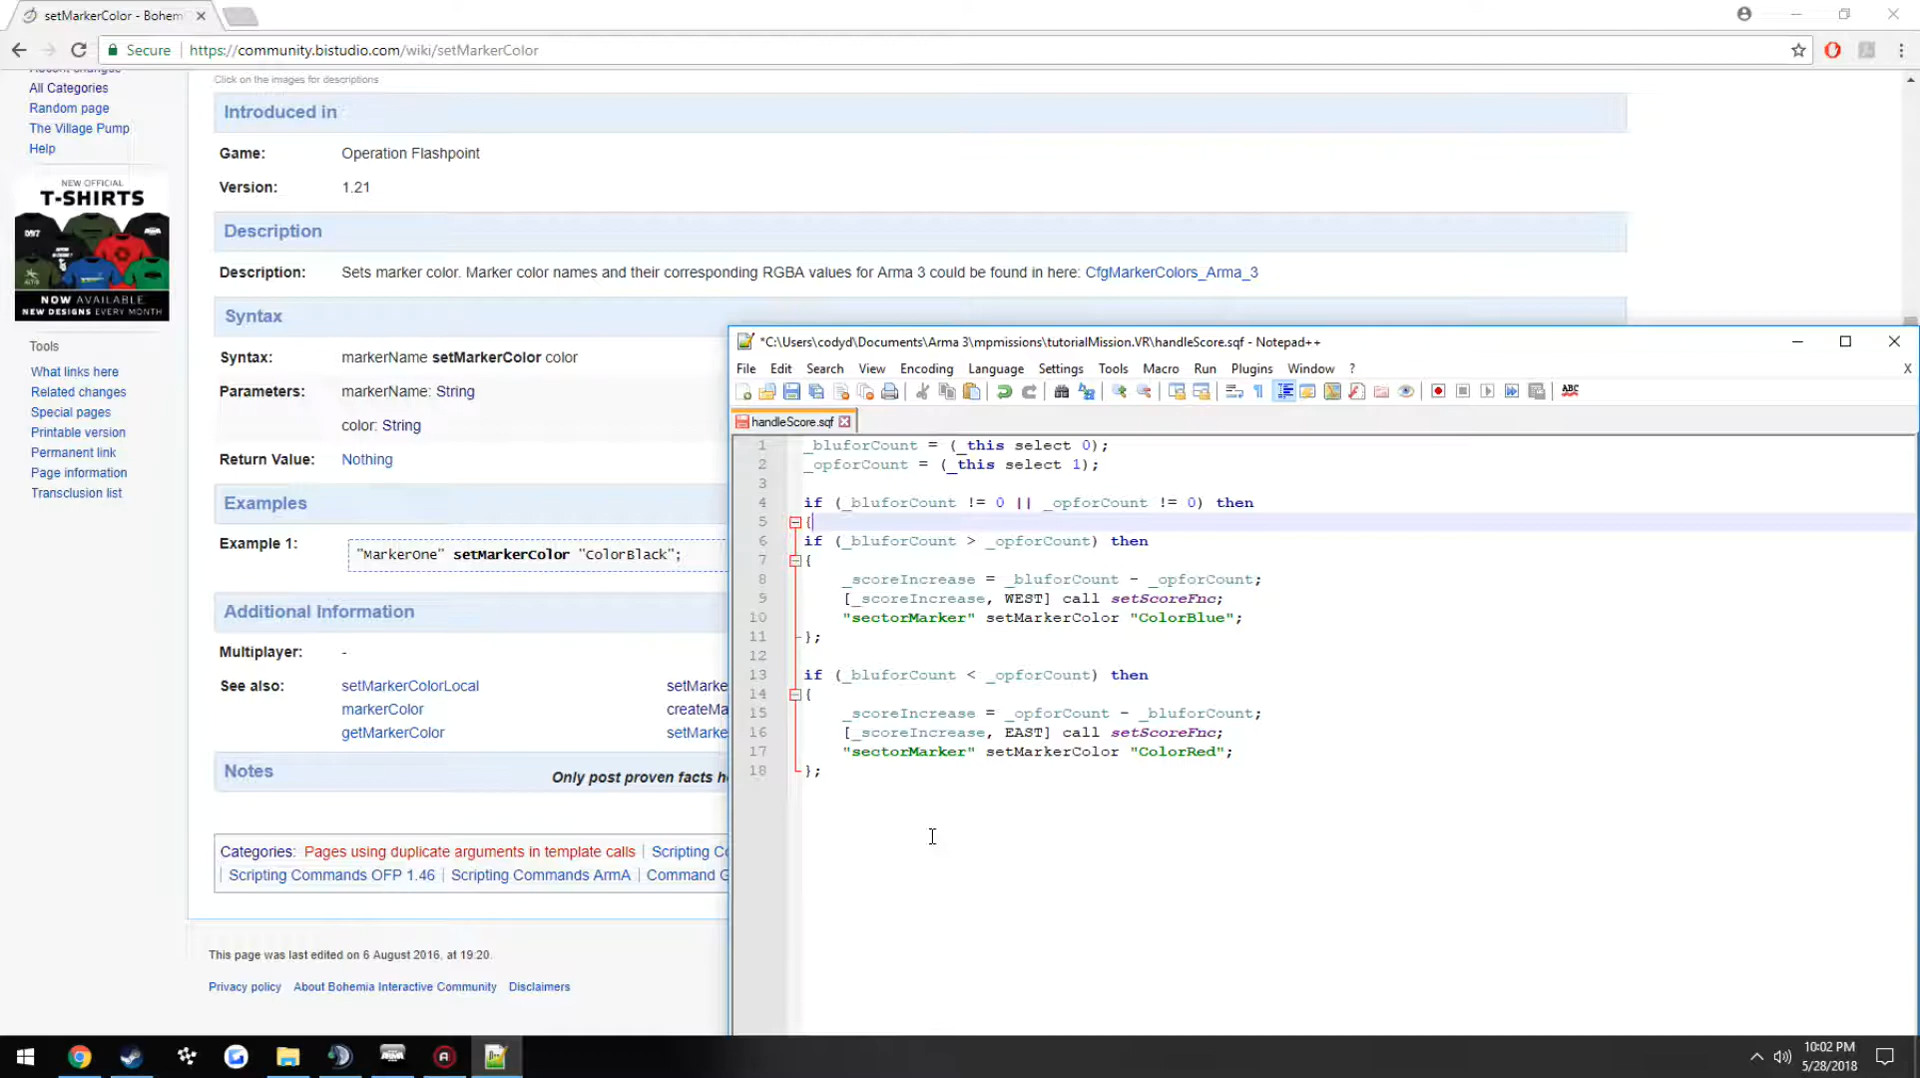 setMarkerColor - Bohem
Secure | https://community.bistudio.com/wiki/setMarkerColor
All Categories
Random page
The Village Pump
Help
NEW OFFICIAL
T-SHIRTS
NOW AVAILABLE
NEW DESIGNS EVERY MONTH
Tools
What links here
Related changes
Special pages
Printable version
Permanent link
Page information
Transclusion list
Click on the images for descriptions
Introduced in
Game: Operation Flashpoint
Version: 1.21
Description
Description: Sets marker color. Marker color names and their corresponding RGBA values for Arma 3 could be found in here: CfgMarkerColors_Arma_3
Syntax
Syntax: markerName setMarkerColor color
Parameters: markerName: String
color: String
Return Value: Nothing
Examples
Example 1: "MarkerOne" setMarkerColor "ColorBlack";
Additional Information
Multiplayer: -
See also: setMarkerColorLocal setMarke
markerColor createMa
getMarkerColor setMarke
Notes
Only post proven facts h
Categories: Pages using duplicate arguments in template calls | Scripting Co
Scripting Commands OFP 1.46 | Scripting Commands ArmA | Command G
This page was last edited on 6 August 2016, at 19:20.
Privacy policy About Bohemia Interactive Community Disclaimers
*C:\Users\codyd\Documents\Arma 3\mpmissions\tutorialMission.VR\handleScore.sqf - Notepad++
File Edit Search View Encoding Language Settings Tools Macro Run Plugins Window ? X
ABC
handleScore.sqf
1 _bluforCount = (_this select 0);
2 _opforCount = (_this select 1);
3
4 if (_bluforCount != 0 || _opforCount != 0) then
5 {
6 if (_bluforCount > _opforCount) then
7 {
8 _scoreIncrease = _bluforCount - _opforCount;
9 [_scoreIncrease, WEST] call setScoreFnc;
10 "sectorMarker" setMarkerColor "ColorBlue";
11 };
12
13 if (_bluforCount < _opforCount) then
14 {
15 _scoreIncrease = _opforCount - _bluforCount;
16 [_scoreIncrease, EAST] call setScoreFnc;
17 "sectorMarker" setMarkerColor "ColorRed";
18 };
10:02 PM
5/28/2018